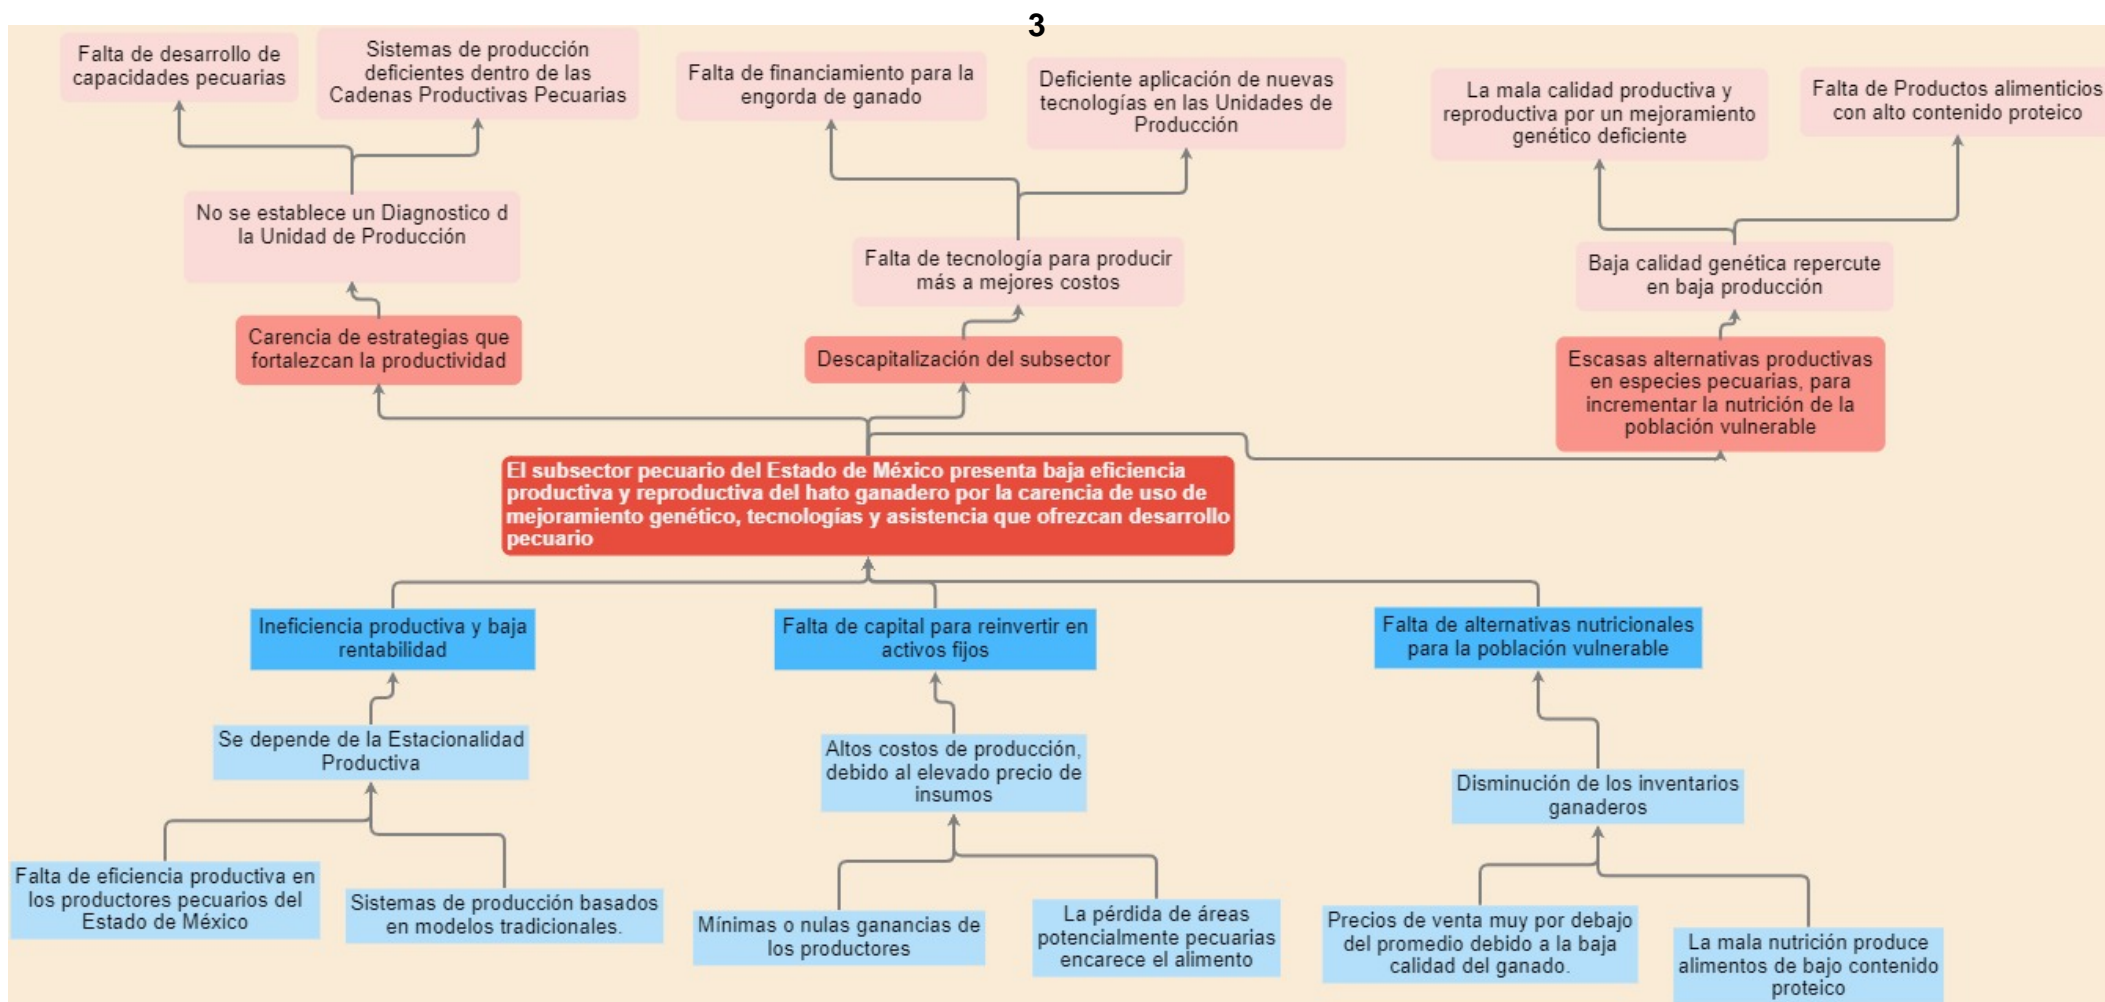 3
Falta de desarrollo de
capacidades pecuarias
Sistemas de producción
deficientes dentro de las
Cadenas Productivas Pecuarias
Falta de financiamiento para la
engorda de ganado
Deficiente aplicación de nuevas
tecnologías en las Unidades de
Producción
La mala calidad productiva y
reproductiva por un mejoramiento
genético deficiente
Falta de Productos alimenticios
con alto contenido proteico
No se establece un Diagnostico d
la Unidad de Producción
Falta de tecnología para producir
más a mejores costos
Baja calidad genética repercute
en baja producción
Carencia de estrategias que
fortalezcan la productividad
Descapitalización del subsector
Escasas alternativas productivas
en especies pecuarias, para
incrementar la nutrición de la
población vulnerable
El subsector pecuario del Estado de México presenta baja eficiencia
productiva y reproductiva del hato ganadero por la carencia de uso de
mejoramiento genético, tecnologías y asistencia que ofrezcan desarrollo
pecuario
Ineficiencia productiva y baja
rentabilidad
Falta de capital para reinvertir en
activos fijos
Falta de alternativas nutricionales
para la población vulnerable
Se depende de la Estacionalidad
Productiva
Altos costos de producción,
debido al elevado precio de
insumos
Disminución de los inventarios
ganaderos
Falta de eficiencia productiva en
los productores pecuarios del
Estado de México
Sistemas de producción basados
en modelos tradicionales.
Mínimas o nulas ganancias de
los productores
La pérdida de áreas
potencialmente pecuarias
encarece el alimento
Precios de venta muy por debajo
del promedio debido a la baja
calidad del ganado.
La mala nutrición produce
alimentos de bajo contenido
proteico